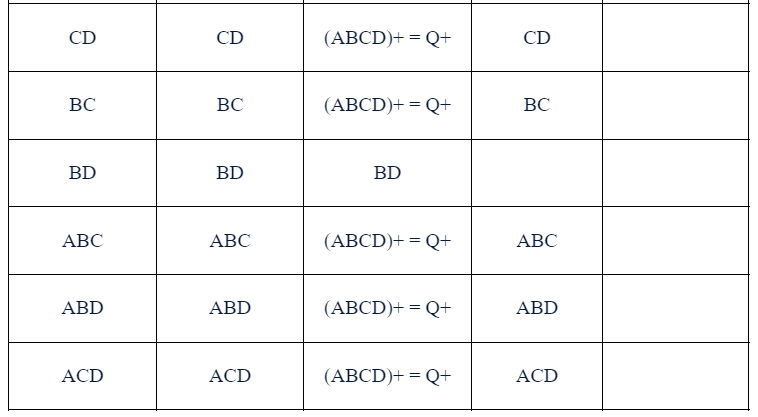 CD CD (ABCD)+ = Q+ CD
BC BC (ABCD)+ = Q+ BC
BD BD BD
ABC ABC (ABCD)+ = Q+ ABC
ABD ABD (ABCD)+ = Q+ ABD
ACD ACD (ABCD)+ = Q+ ACD